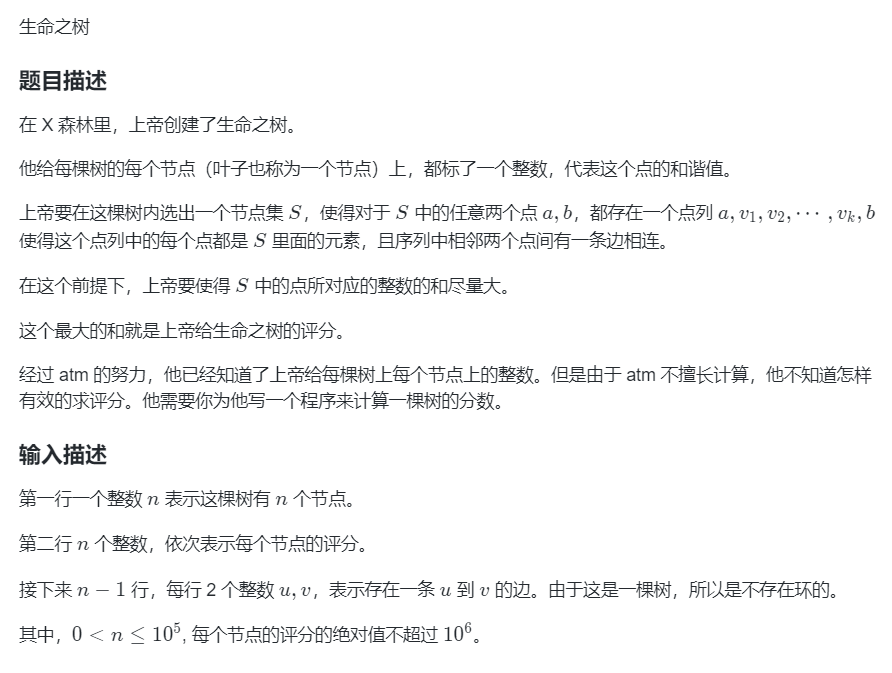 生命之树
题目描述
在 X 森林里，上帝创建了生命之树。
他给每棵树的每个节点（叶子也称为一个节点）上，都标了一个整数，代表这个点的和谐值。
上帝要在这棵树内选出一个节点集 S，使得对于 S 中的任意两个点 a, b，都存在一个点列 a, v₁, v₂, ⋯ , vₖ, b
使得这个点列中的每个点都是 S 里面的元素，且序列中相邻两个点间有一条边相连。
在这个前提下，上帝要使得 S 中的点所对应的整数的和尽量大。
这个最大的和就是上帝给生命之树的评分。
经过 atm 的努力，他已经知道了上帝给每棵树上每个节点上的整数。但是由于 atm 不擅长计算，他不知道怎样
有效的求评分。他需要你为他写一个程序来计算一棵树的分数。
输入描述
第一行一个整数 n 表示这棵树有 n 个节点。
第二行 n 个整数，依次表示每个节点的评分。
接下来 n − 1 行，每行 2 个整数 u, v，表示存在一条 u 到 v 的边。由于这是一棵树，所以是不存在环的。
其中，0 < n ≤ 10⁵, 每个节点的评分的绝对值不超过 10⁶。